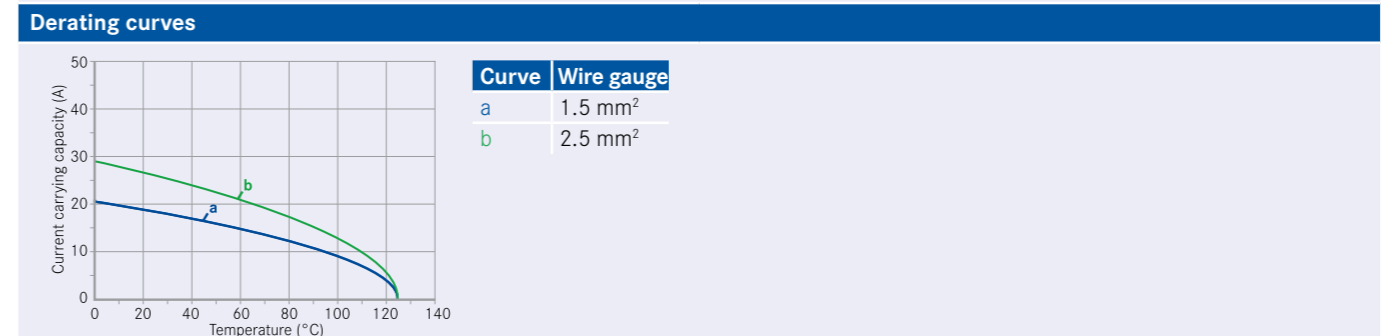 Derating curves
50
40
30
20
10
0
Current carrying capacity (A)
b
a
0 20 40 60 80 100 120 140
Temperature (°C)
Curve Wire gauge
a 1.5 mm²
b 2.5 mm²